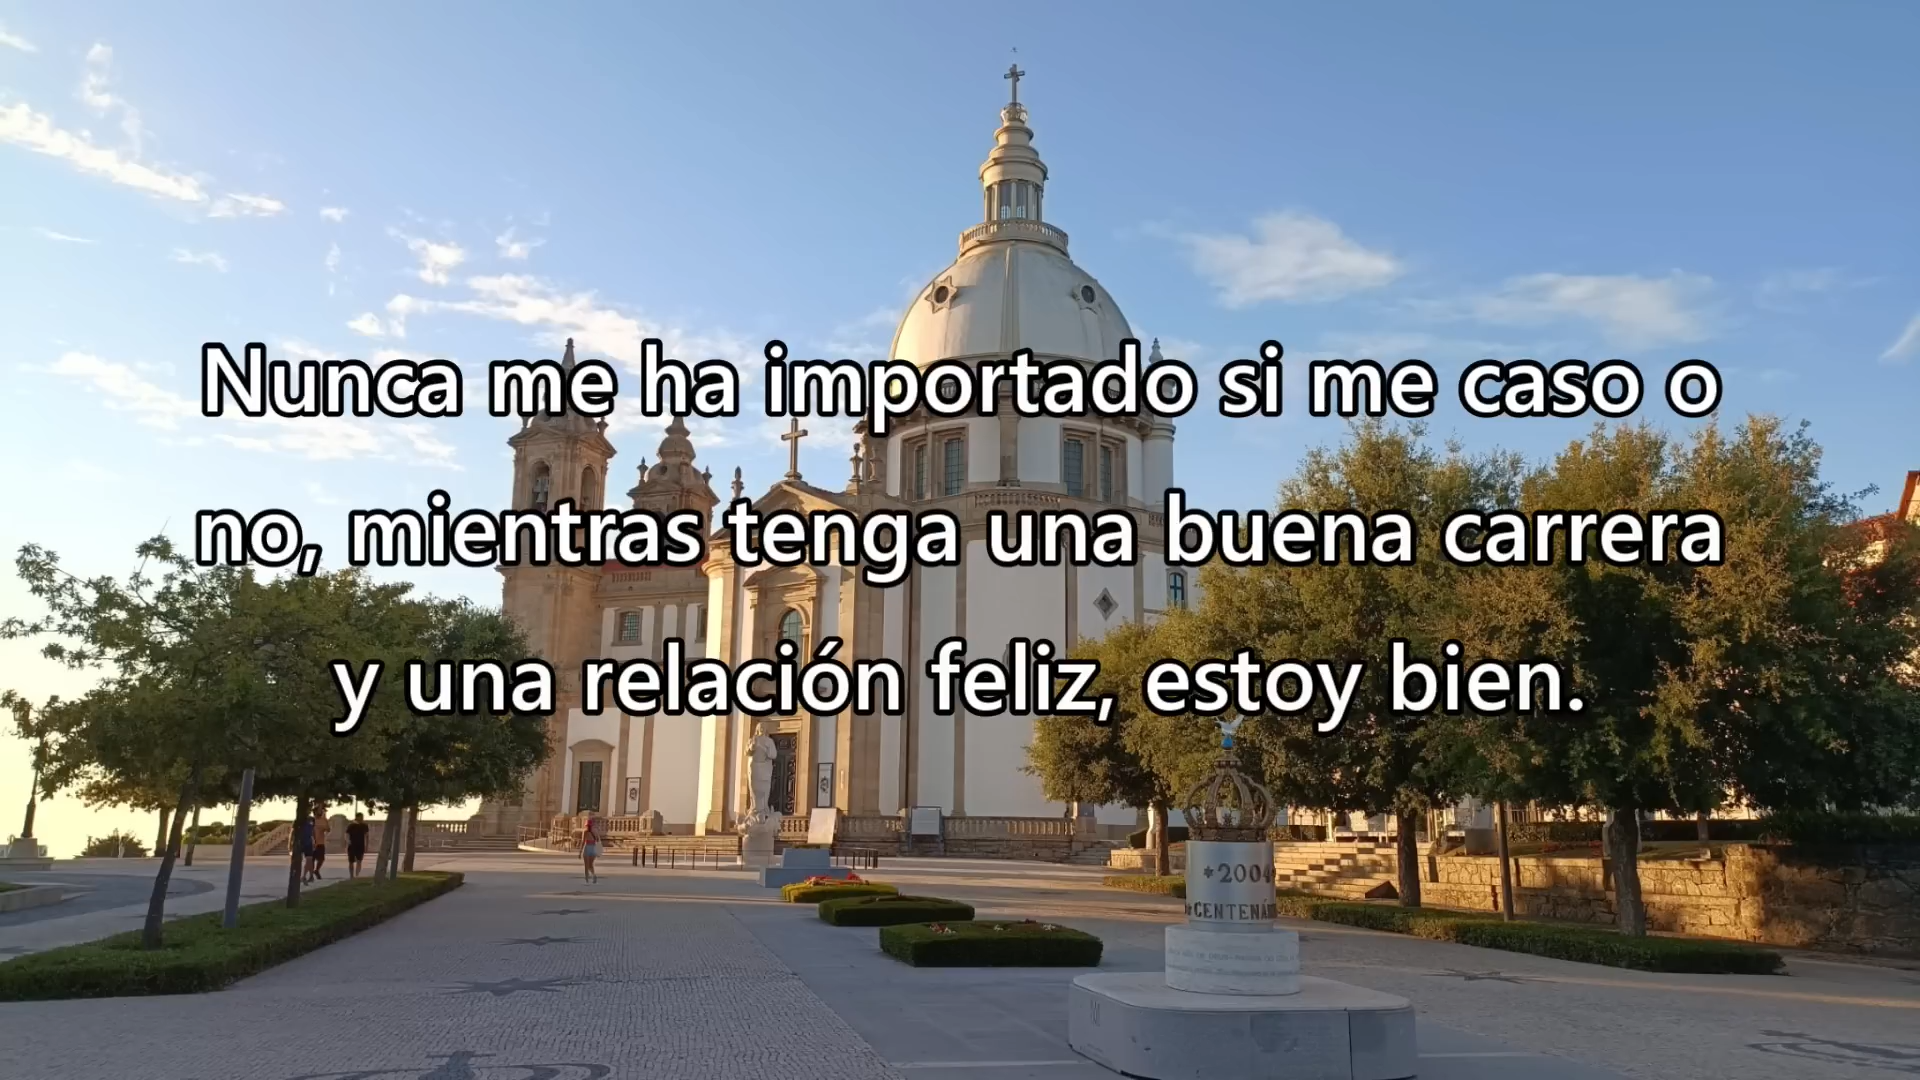 Nunca me ha importado si me caso o
no, mientras tenga una buena carrera
y una relación feliz, estoy bien.
*2004
CENTENÁ